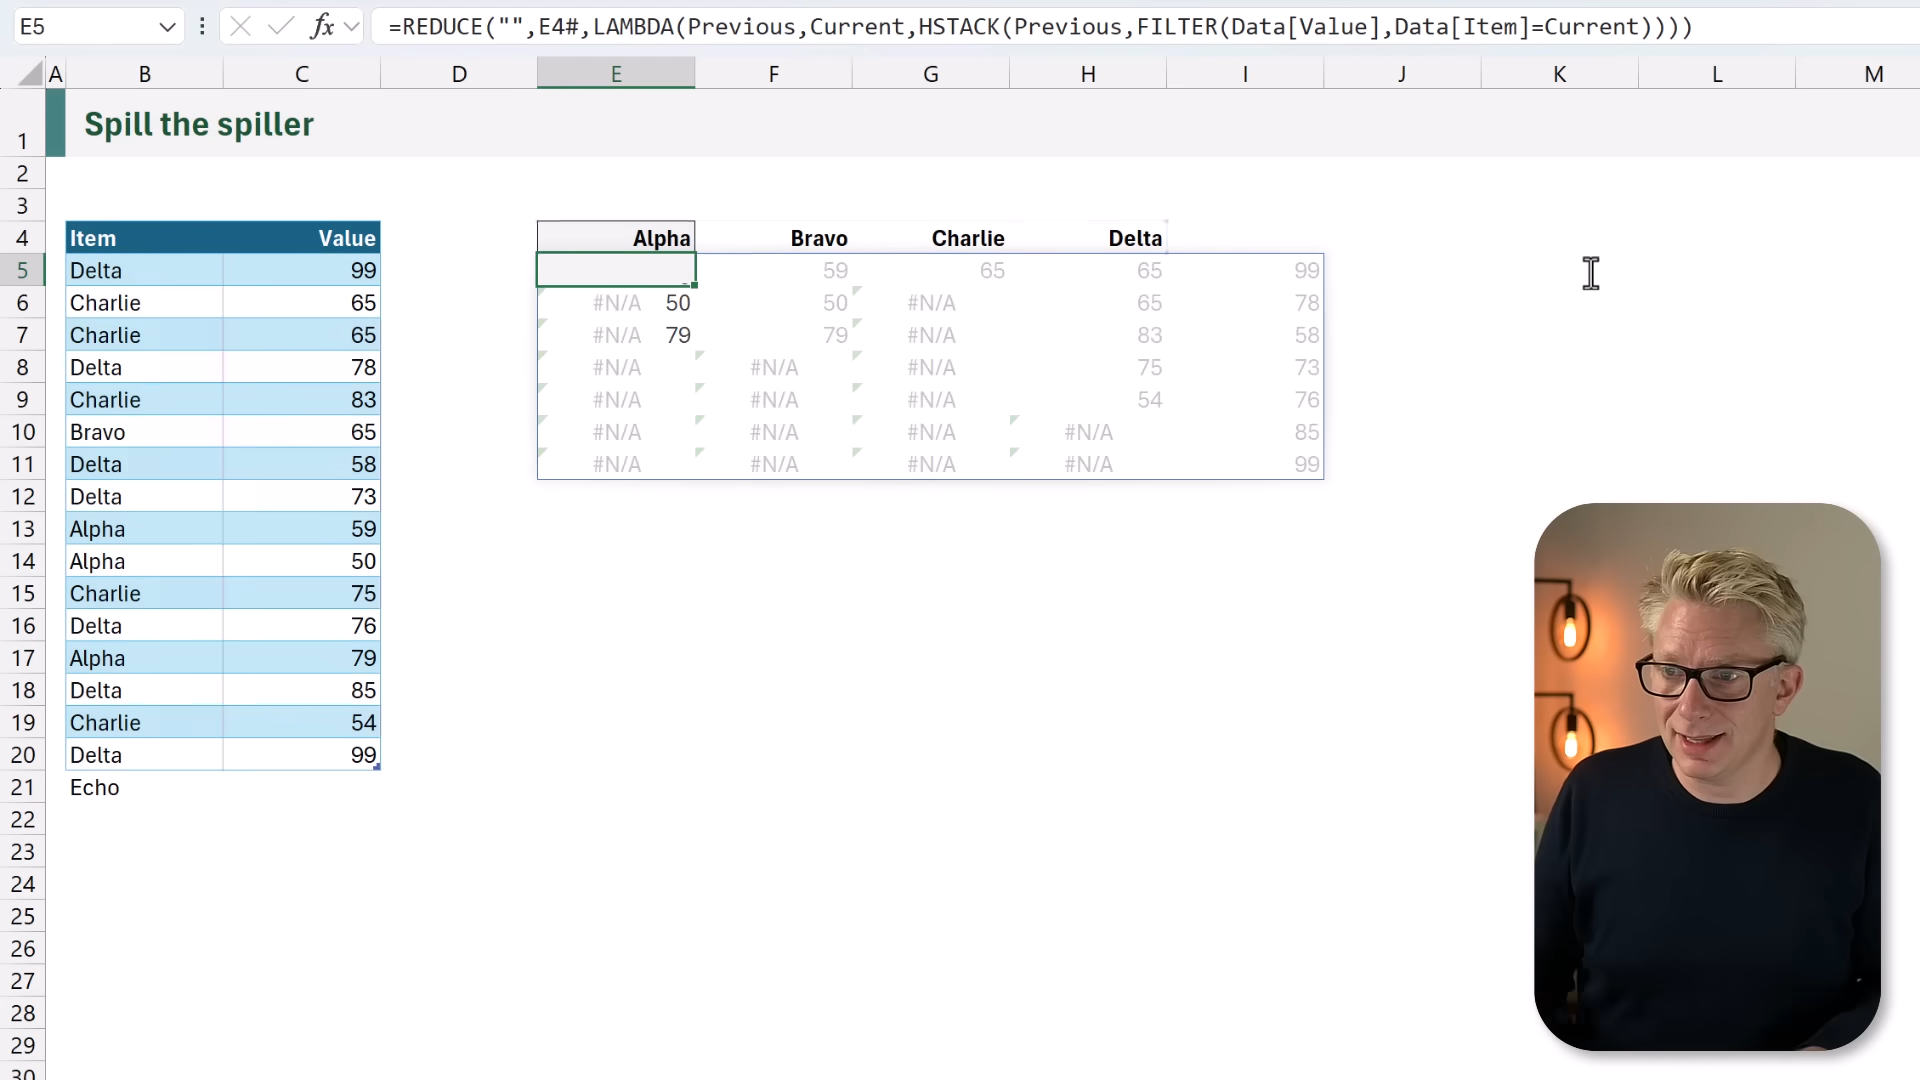 E5 fx =REDUCE("",E4#,LAMBDA(Previous,Current,HSTACK(Previous,FILTER(Data[Value],Data[Item]=Current))))
A B C D E F G H I J K L M
1 Spill the spiller
2
3
4 Item Value Alpha Bravo Charlie Delta
5 Delta 99 59 65 65 99
6 Charlie 65 #N/A 50 50 #N/A 65 78
7 Charlie 65 #N/A 79 79 #N/A 83 58
8 Delta 78 #N/A #N/A #N/A 75 73
9 Charlie 83 #N/A #N/A #N/A 54 76
10 Bravo 65 #N/A #N/A #N/A #N/A 85
11 Delta 58 #N/A #N/A #N/A #N/A 99
12 Delta 73
13 Alpha 59
14 Alpha 50
15 Charlie 75
16 Delta 76
17 Alpha 79
18 Delta 85
19 Charlie 54
20 Delta 99
21 Echo
22
23
24
25
26
27
28
29
30